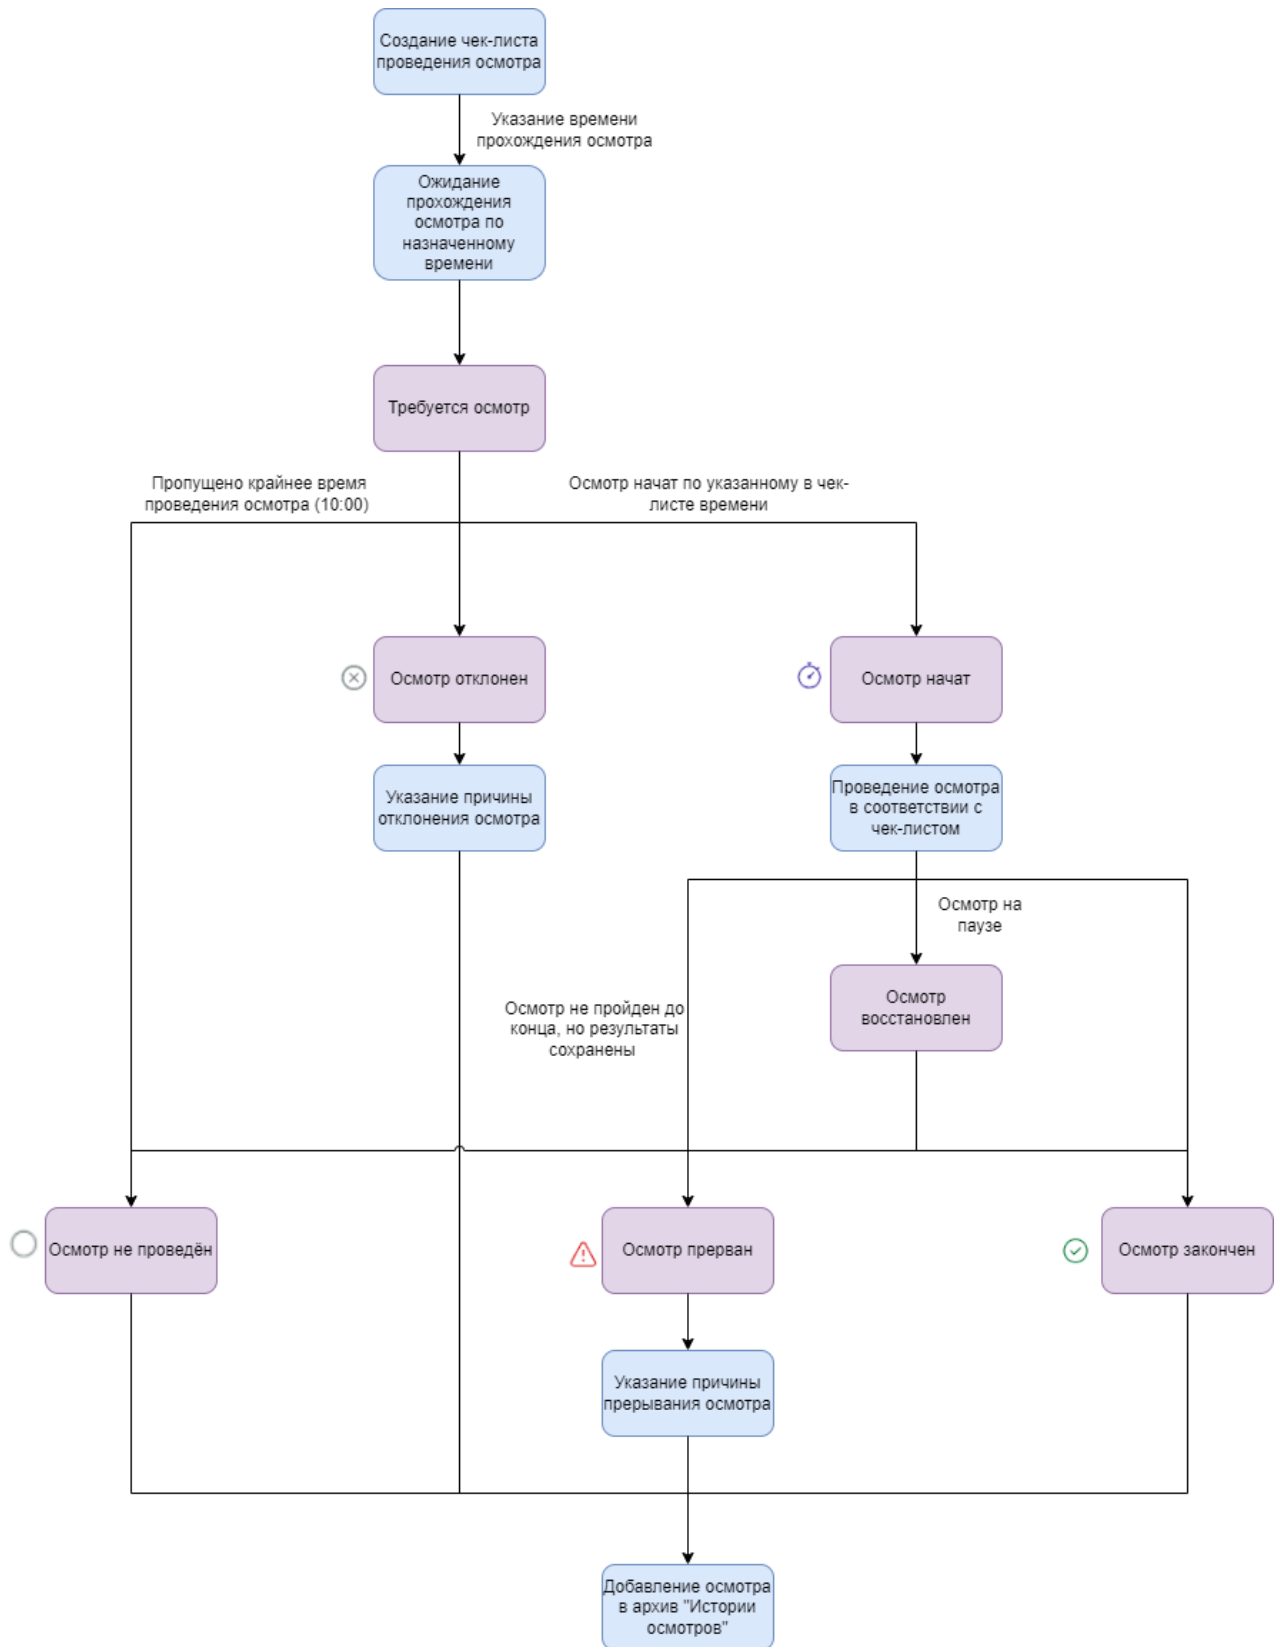 Создание чек-листа
проведения осмотра
Указание времени
прохождения осмотра
Ожидание
прохождения
осмотра по
назначенному
времени
Требуется осмотр
Пропущено крайнее время
проведения осмотра (10:00)
Осмотр начат по указанному в чек-
листе времени
Осмотр отклонен
Осмотр начат
Указание причины
отклонения осмотра
Проведение осмотра
в соответствии с
чек-листом
Осмотр на
паузе
Осмотр
восстановлен
Осмотр не пройден до
конца, но результаты
сохранены
Осмотр не проведён
Осмотр прерван
Осмотр закончен
Указание причины
прерывания осмотра
Добавление осмотра
в архив "Истории
осмотров"